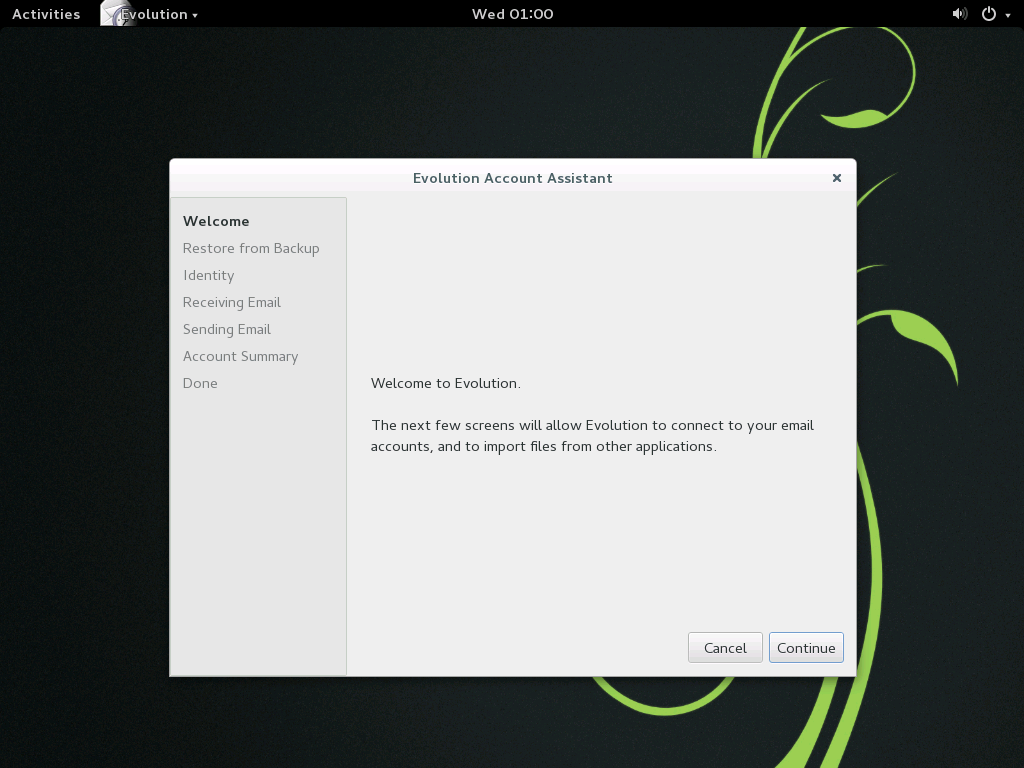 Activities
Evolution
Wed 01:00
Evolution Account Assistant
Welcome
Restore from Backup
Identity
Receiving Email
Sending Email
Account Summary
Done
Welcome to Evolution.
The next few screens will allow Evolution to connect to your email
accounts, and to import files from other applications.
Cancel
Continue